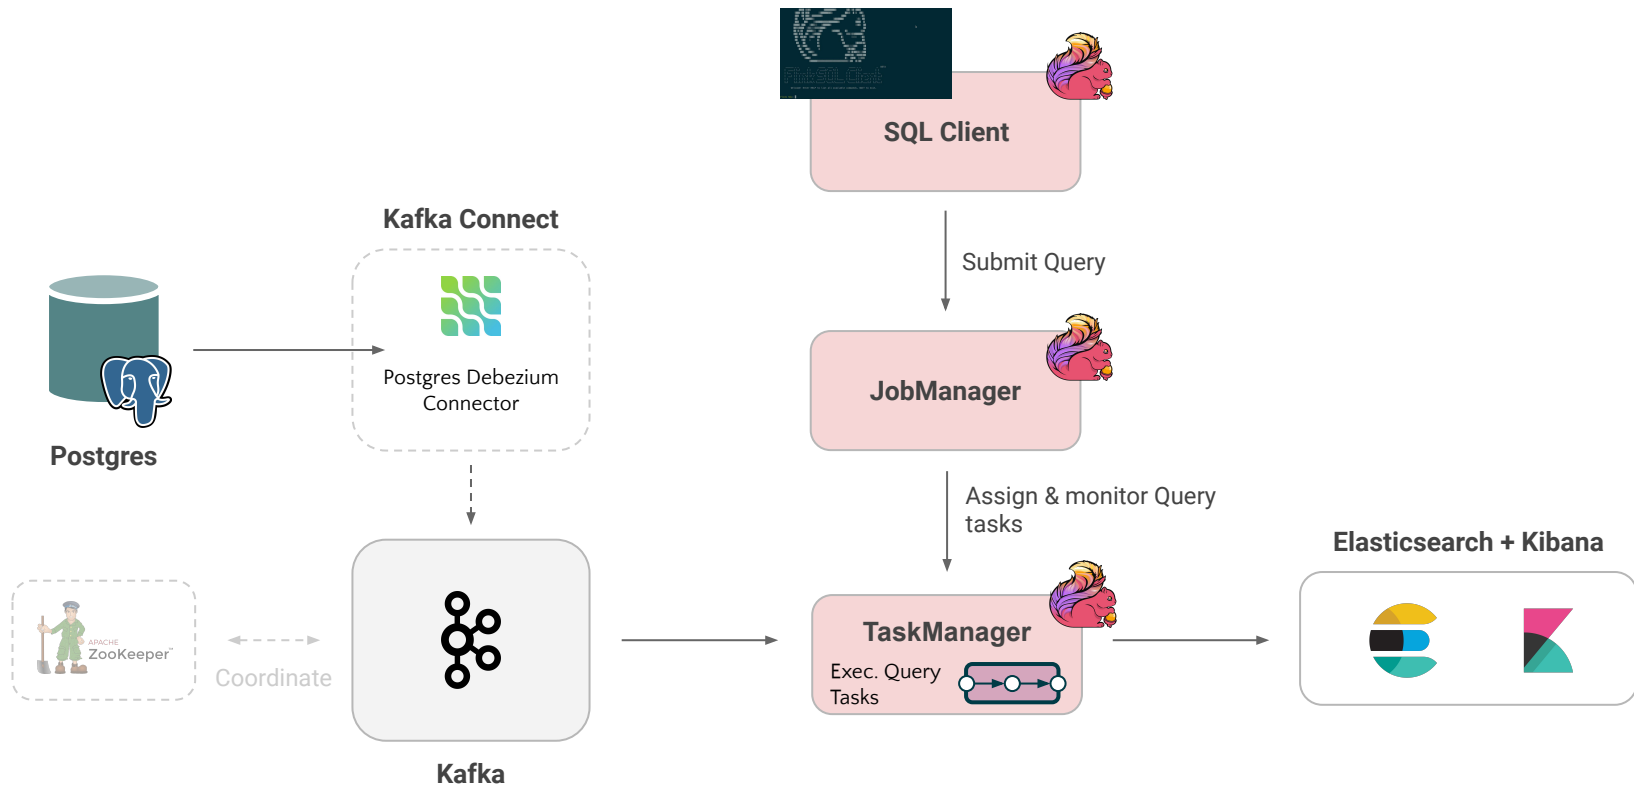 SQL Client
Kafka Connect
Submit Query
Postgres Debezium
Connector
JobManager
Postgres
Assign & monitor Query
tasks
Elasticsearch + Kibana
TaskManager
Exec. Query
Tasks
APACHE
ZooKeeper™
Coordinate
Kafka